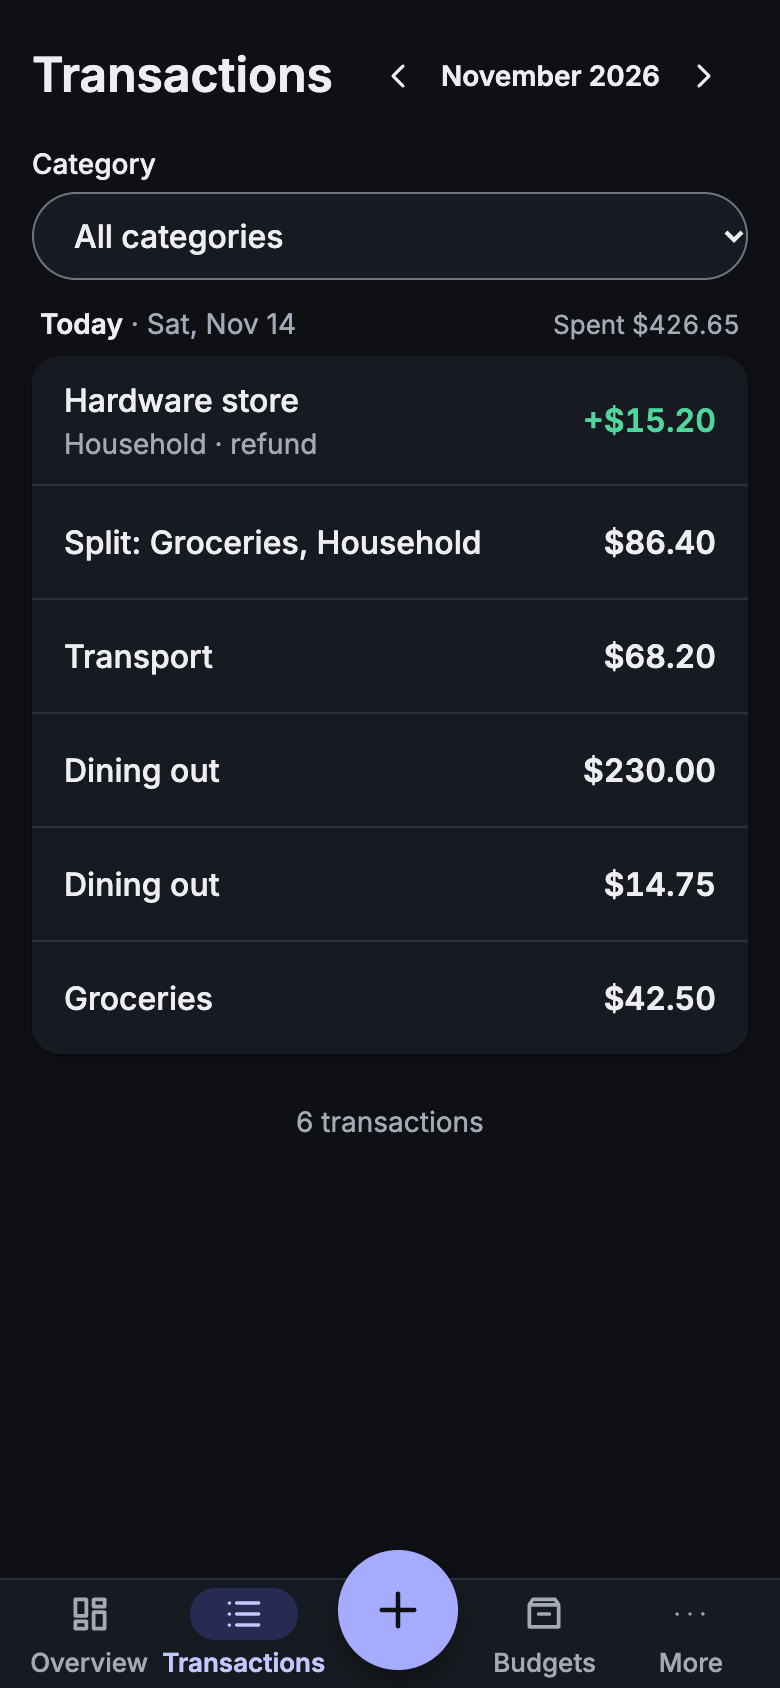 Transactions
November 2026
Category
All categories
Today · Sat, Nov 14
Spent $426.65
Hardware store
Household · refund
+$15.20
Split: Groceries, Household
$86.40
Transport
$68.20
Dining out
$230.00
Dining out
$14.75
Groceries
$42.50
6 transactions
Overview
Transactions
Budgets
More